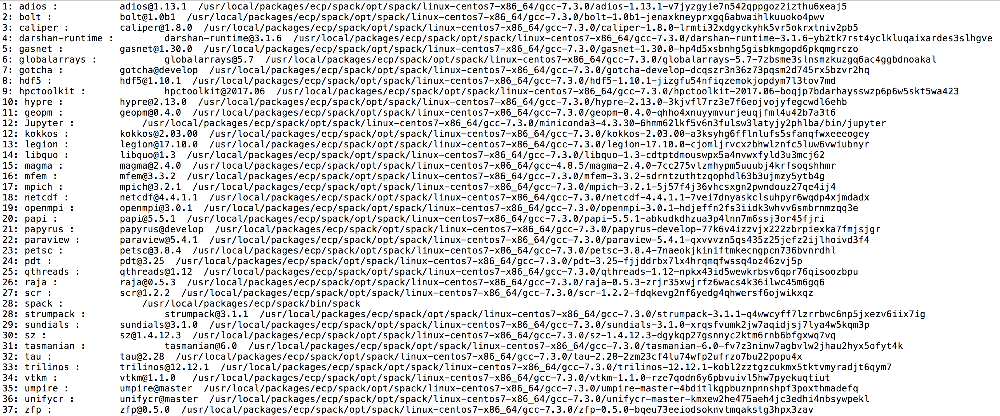 1: adios : adios@1.13.1 /usr/local/packages/ecp/spack/opt/spack/linux-centos7-x86_64/gcc-7.3.0/adios-1.13.1-v7jyzgyie7n542qppgoz2izthu6xeaj5
2: bolt : bolt@1.0b1 /usr/local/packages/ecp/spack/opt/spack/linux-centos7-x86_64/gcc-7.3.0/bolt-1.0b1-jenaxkneyprxgq6abwaihlkuuoko4pwv
3: caliper : caliper@1.8.0 /usr/local/packages/ecp/spack/opt/spack/linux-centos7-x86_64/gcc-7.3.0/caliper-1.8.0-lrmti32xdgyckyhk5vr5okrxtniv2pb5
4: darshan-runtime : darshan-runtime@3.1.6 /usr/local/packages/ecp/spack/opt/spack/linux-centos7-x86_64/gcc-7.3.0/darshan-runtime-3.1.6-yb2tk7rst4yclkluqaixardes3slhgve
5: gasnet : gasnet@1.30.0 /usr/local/packages/ecp/spack/opt/spack/linux-centos7-x86_64/gcc-7.3.0/gasnet-1.30.0-hp4d5xsbnhg5gisbkmgopd6pkqmgrczo
6: globalarrays : globalarrays@5.7 /usr/local/packages/ecp/spack/opt/spack/linux-centos7-x86_64/gcc-7.3.0/globalarrays-5.7-7zbsme3slnsmzkuzgq6ac4ggbdnoakal
7: gotcha : gotcha@develop /usr/local/packages/ecp/spack/opt/spack/linux-centos7-x86_64/gcc-7.3.0/gotcha-develop-dcqszr3n36z73pqsm2d745rx5bzvr2hq
8: hdf5 : hdf5@1.10.1 /usr/local/packages/ecp/spack/opt/spack/linux-centos7-x86_64/gcc-7.3.0/hdf5-1.10.1-jizgfu54nfiqzemokjopdym7l3tov7md
9: hpctoolkit : hpctoolkit@2017.06 /usr/local/packages/ecp/spack/opt/spack/linux-centos7-x86_64/gcc-7.3.0/hpctoolkit-2017.06-boqjp7bdarhaysswzp6p6w5skt5wa423
10: hypre : hypre@2.13.0 /usr/local/packages/ecp/spack/opt/spack/linux-centos7-x86_64/gcc-7.3.0/hypre-2.13.0-3kjvfl7rz3e7f6eojvojyfegcwdl6ehb
11: geopm : geopm@0.4.0 /usr/local/packages/ecp/spack/opt/spack/linux-centos7-x86_64/gcc-7.3.0/geopm-0.4.0-qhho4xnuyymvurjeuqjfml4u42b7a3t6
12: Jupyter : /usr/local/packages/ecp/spack/opt/spack/linux-centos7-x86_64/gcc-7.3.0/miniconda3-4.3.30-6hmm62lkf5v6n3fulsw3latyjy2phlba/bin/jupyter
12: kokkos : kokkos@2.03.00 /usr/local/packages/ecp/spack/opt/spack/linux-centos7-x86_64/gcc-7.3.0/kokkos-2.03.00-a3ksyhg6fflnlufs5sfanqfwxeeeogey
13: legion : legion@17.10.0 /usr/local/packages/ecp/spack/opt/spack/linux-centos7-x86_64/gcc-7.3.0/legion-17.10.0-cjomljrvcxzbhwlznfc5luw6vwiubnyr
14: libquo : libquo@1.3 /usr/local/packages/ecp/spack/opt/spack/linux-centos7-x86_64/gcc-7.3.0/libquo-1.3-cdtptdmouswpx5a4nvwxfyld3u3mcj62
15: magma : magma@2.4.0 /usr/local/packages/ecp/spack/opt/spack/linux-centos7-x86_64/gcc-4.8.5/magma-2.4.0-7cc275vlzmhypm5uuubj4krfsoqshhmr
16: mfem : mfem@3.3.2 /usr/local/packages/ecp/spack/opt/spack/linux-centos7-x86_64/gcc-7.3.0/mfem-3.3.2-sdrntzuthtzqophdl63b3ujmzy5ytb4g
17: mpich : mpich@3.2.1 /usr/local/packages/ecp/spack/opt/spack/linux-centos7-x86_64/gcc-7.3.0/mpich-3.2.1-5j57f4j36vhcsxgn2pwndouz27qe4ij4
18: netcdf : netcdf@4.4.1.1 /usr/local/packages/ecp/spack/opt/spack/linux-centos7-x86_64/gcc-7.3.0/netcdf-4.4.1.1-7vei7dnyaskclsuhpyr6wqdp4xjmdadx
19: openmpi : openmpi@3.0.1 /usr/local/packages/ecp/spack/opt/spack/linux-centos7-x86_64/gcc-7.3.0/openmpi-3.0.1-hdjeffn2fs3iidk3whvv6smbrnmzqq3e
20: papi : papi@5.5.1 /usr/local/packages/ecp/spack/opt/spack/linux-centos7-x86_64/gcc-7.3.0/papi-5.5.1-abkudkdhzua3p4lnn7m6ssj3or45fjri
21: papyrus : papyrus@develop /usr/local/packages/ecp/spack/opt/spack/linux-centos7-x86_64/gcc-7.3.0/papyrus-develop-77k6v4izzvjx222zbrpiexka7fmjsjgr
22: paraview : paraview@5.4.1 /usr/local/packages/ecp/spack/opt/spack/linux-centos7-x86_64/gcc-7.3.0/paraview-5.4.1-qxvvvzn5qs435z25jefz2ijlhoivd3f4
23: petsc : petsc@3.8.4 /usr/local/packages/ecp/spack/opt/spack/linux-centos7-x86_64/gcc-7.3.0/petsc-3.8.4-7naeokjkiniftmkecngpcn736bvnrdhl
24: pdt : pdt@3.25 /usr/local/packages/ecp/spack/opt/spack/linux-centos7-x86_64/gcc-7.3.0/pdt-3.25-fjjddrbx7lx4hrqmqfwssq4oz46zvj5p
25: qthreads : qthreads@1.12 /usr/local/packages/ecp/spack/opt/spack/linux-centos7-x86_64/gcc-7.3.0/qthreads-1.12-npkx43id5wewkrbsv6qpr76qisoozbpu
26: raja : raja@0.5.3 /usr/local/packages/ecp/spack/opt/spack/linux-centos7-x86_64/gcc-7.3.0/raja-0.5.3-zrjr35xwjrfz6wacs4k36ilwc45m6gq6
27: scr : scr@1.2.2 /usr/local/packages/ecp/spack/opt/spack/linux-centos7-x86_64/gcc-7.3.0/scr-1.2.2-fdqkevg2nf6yedg4qhwersf6ojwikxqz
28: spack : /usr/local/packages/ecp/spack/bin/spack
28: strumpack : strumpack@3.1.1 /usr/local/packages/ecp/spack/opt/spack/linux-centos7-x86_64/gcc-7.3.0/strumpack-3.1.1-q4wwcyff7lzrrbwc6np5jxezv6iix7ig
29: sundials : sundials@3.1.0 /usr/local/packages/ecp/spack/opt/spack/linux-centos7-x86_64/gcc-7.3.0/sundials-3.1.0-xrqsfvumk2jw7aqidjsj7lya4w5kqm3p
30: sz : sz@1.4.12.3 /usr/local/packages/ecp/spack/opt/spack/linux-centos7-x86_64/gcc-7.3.0/sz-1.4.12.3-dgykqp27gsnnyc2ktm6rnb6bfgxwq7vq
31: tasmanian : tasmanian@6.0 /usr/local/packages/ecp/spack/opt/spack/linux-centos7-x86_64/gcc-7.3.0/tasmanian-6.0-fv7z3ninw7agbvlw2jhau2hyx5ofyt4k
32: tau : tau@2.28 /usr/local/packages/ecp/spack/opt/spack/linux-centos7-x86_64/gcc-7.3.0/tau-2.28-2zm23cf4lu74wfp2ufrzo7bu22popu4x
33: trilinos : trilinos@12.12.1 /usr/local/packages/ecp/spack/opt/spack/linux-centos7-x86_64/gcc-7.3.0/trilinos-12.12.1-kobl2zztgzcukmx5tktvmyradjt6qym7
34: vtkm : vtkm@1.1.0 /usr/local/packages/ecp/spack/opt/spack/linux-centos7-x86_64/gcc-7.3.0/vtkm-1.1.0-rze7qodn6y6pbvuivl5hw7pyekuqtiut
35: umpire : umpire@master /usr/local/packages/ecp/spack/opt/spack/linux-centos7-x86_64/gcc-7.3.0/umpire-master-4bditlkgpbuznpnnshpf3poxthmadefq
36: unifycr : unifycr@master /usr/local/packages/ecp/spack/opt/spack/linux-centos7-x86_64/gcc-7.3.0/unifycr-master-kmxew2he475aeh4jc3edhi4nbsywpekl
37: zfp : zfp@0.5.0 /usr/local/packages/ecp/spack/opt/spack/linux-centos7-x86_64/gcc-7.3.0/zfp-0.5.0-bqeu73eeiodsoknvtmqakstg3hpx3zav